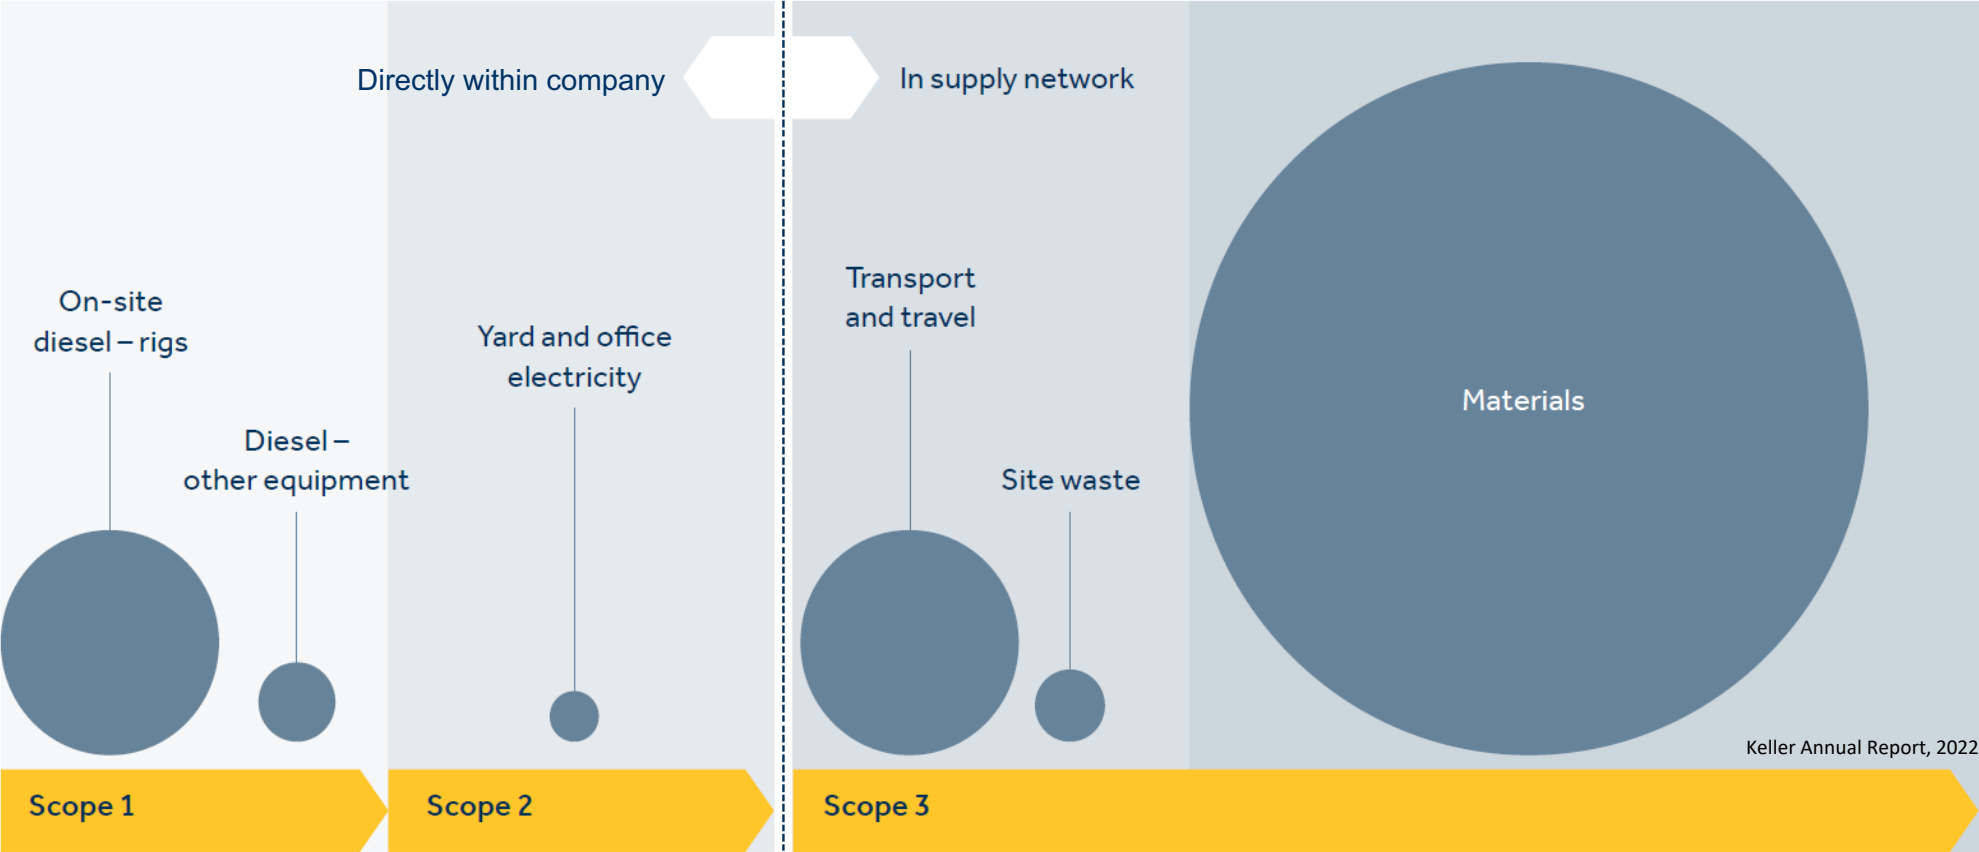 Directly within company
In supply network
On-site
diesel – rigs
Diesel –
other equipment
Yard and office
electricity
Transport
and travel
Site waste
Materials
Keller Annual Report, 2022
Scope 1
Scope 2
Scope 3